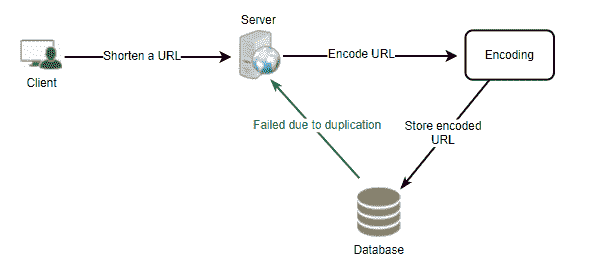 Server
Shorten a URL
Encode URL
Encoding
Client
Failed due to duplication
Store encoded
URL
Database